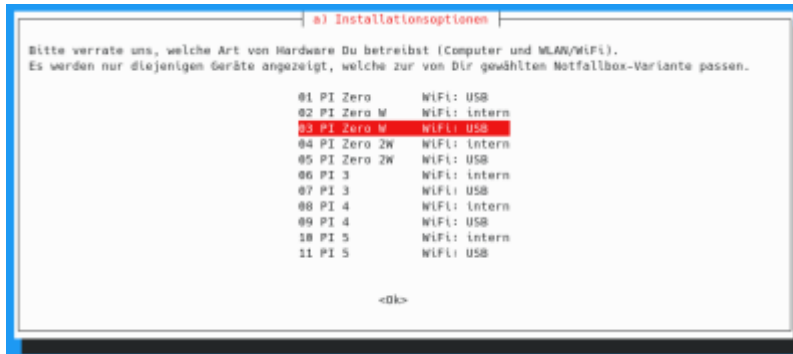 a) Installationsoptionen
Bitte verrate uns, welche Art von Hardware Du betreibst (Computer und WLAN/WiFi).
Es werden nur diejenigen Geräte angezeigt, welche zur von Dir gewählten Notfallbox-Variante passen.
01 PI Zero WiFi: USB
02 PI Zero W WiFi: intern
03 PI Zero W WiFi: USB
04 PI Zero 2W WiFi: intern
05 PI Zero 2W WiFi: USB
06 PI 3 WiFi: intern
07 PI 3 WiFi: USB
08 PI 4 WiFi: intern
09 PI 4 WiFi: USB
10 PI 5 WiFi: intern
11 PI 5 WiFi: USB
<Ok>